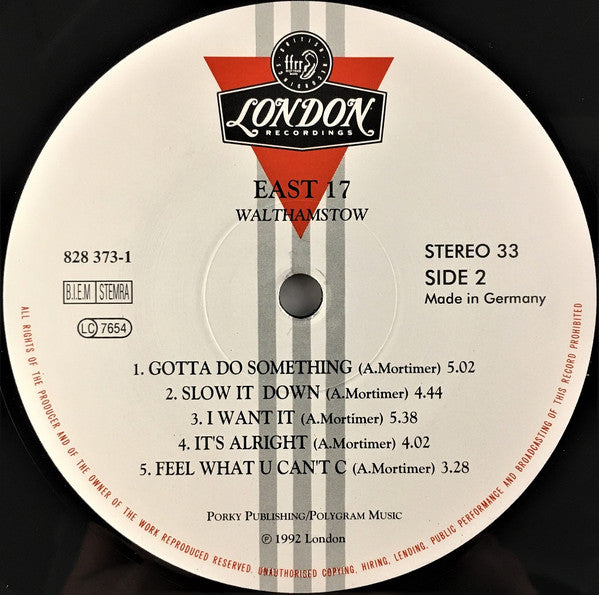 BRITISH
ffrr
RECORDINGS
LONDON
RECORDINGS
EAST 17
WALTHAMSTOW
828 373-1
STEREO 33
SIDE 2
Made in Germany
B.I.E.M STEMRA
LC 7654
1. GOTTA DO SOMETHING (A.Mortimer) 5.02
2. SLOW IT DOWN (A.Mortimer) 4.44
3. I WANT IT (A.Mortimer) 5.38
4. IT'S ALRIGHT (A.Mortimer) 4.02
5. FEEL WHAT U CAN'T C (A.Mortimer) 3.28
PORKY PUBLISHING/POLYGRAM MUSIC
℗ 1992 London
ALL RIGHTS OF THE PRODUCER AND OF THE OWNER OF THE WORK REPRODUCED RESERVED. UNAUTHORISED COPYING, HIRING, LENDING, PUBLIC PERFORMANCE AND BROADCASTING OF THIS RECORD PROHIBITED